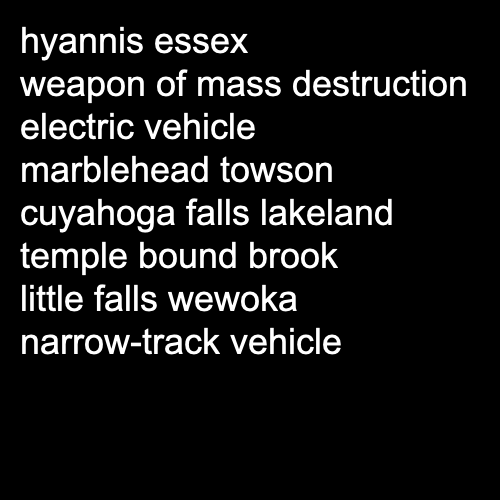 hyannis essex
weapon of mass destruction
electric vehicle
marblehead towson
cuyahoga falls lakeland
temple bound brook
little falls wewoka
narrow-track vehicle